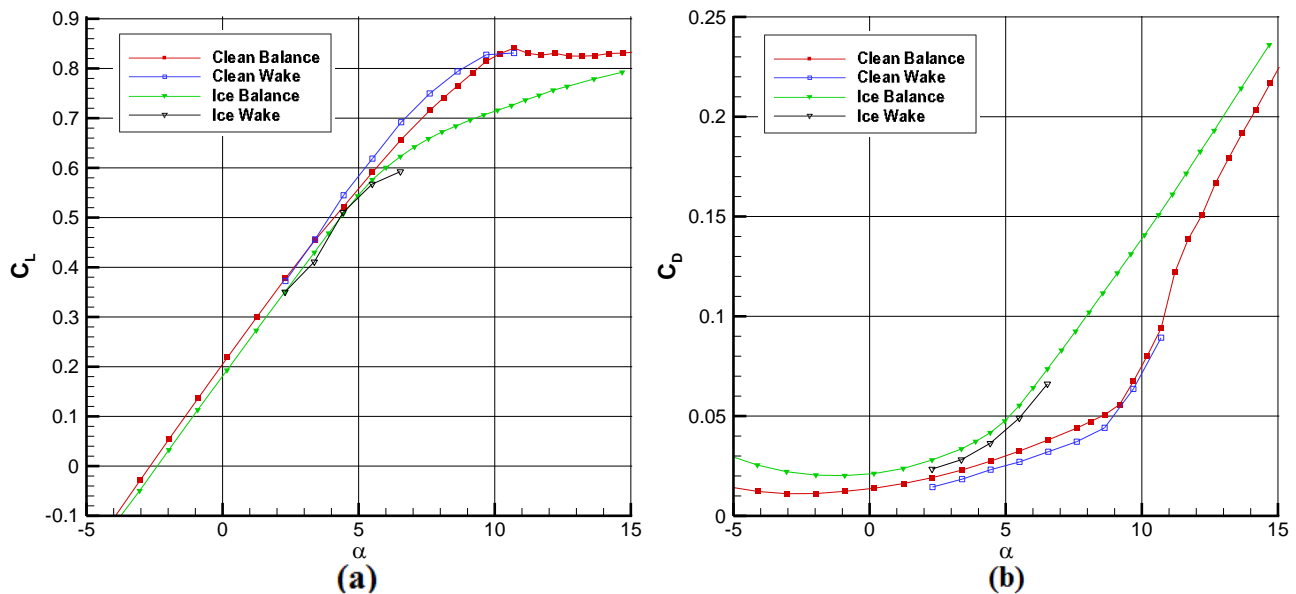 0.9
0.8
0.7
0.6
0.5
0.4
0.3
0.2
0.1
0
-0.1
C_L
Clean Balance
Clean Wake
Ice Balance
Ice Wake
-5
0
5
10
15
α
(a)
0.25
0.2
0.15
0.1
0.05
0
C_D
Clean Balance
Clean Wake
Ice Balance
Ice Wake
-5
0
5
10
15
α
(b)